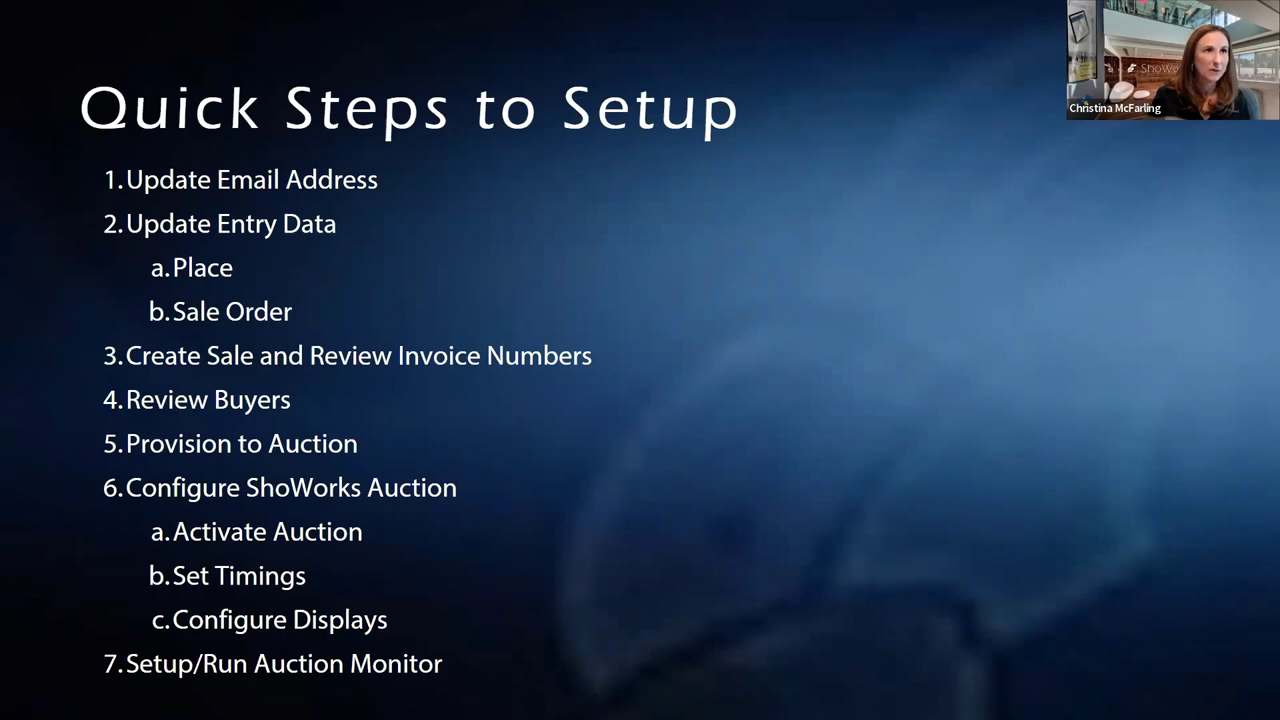 Quick Steps to Setup
1. Update Email Address
2. Update Entry Data
a. Place
b. Sale Order
3. Create Sale and Review Invoice Numbers
4. Review Buyers
5. Provision to Auction
6. Configure ShoWorks Auction
a. Activate Auction
b. Set Timings
c. Configure Displays
7. Setup/Run Auction Monitor
ShoWo
Christina McFarling